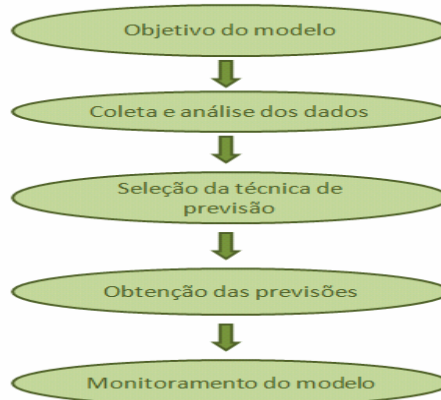 Objetivo do modelo
Coleta e análise dos dados
Seleção da técnica de
previsão
Obtenção das previsões
Monitoramento do modelo